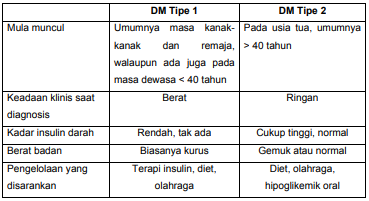 DM Tipe 1 DM Tipe 2
Mula muncul Umumnya masa kanak- Pada usia tua, umumnya
kanak dan remaja, > 40 tahun
walaupun ada juga pada
masa dewasa < 40 tahun
Keadaan klinis saat Berat Ringan
diagnosis
Kadar insulin darah Rendah, tak ada Cukup tinggi, normal
Berat badan Biasanya kurus Gemuk atau normal
Pengelolaan yang Terapi insulin, diet, Diet, olahraga,
disarankan olahraga hipoglikemik oral